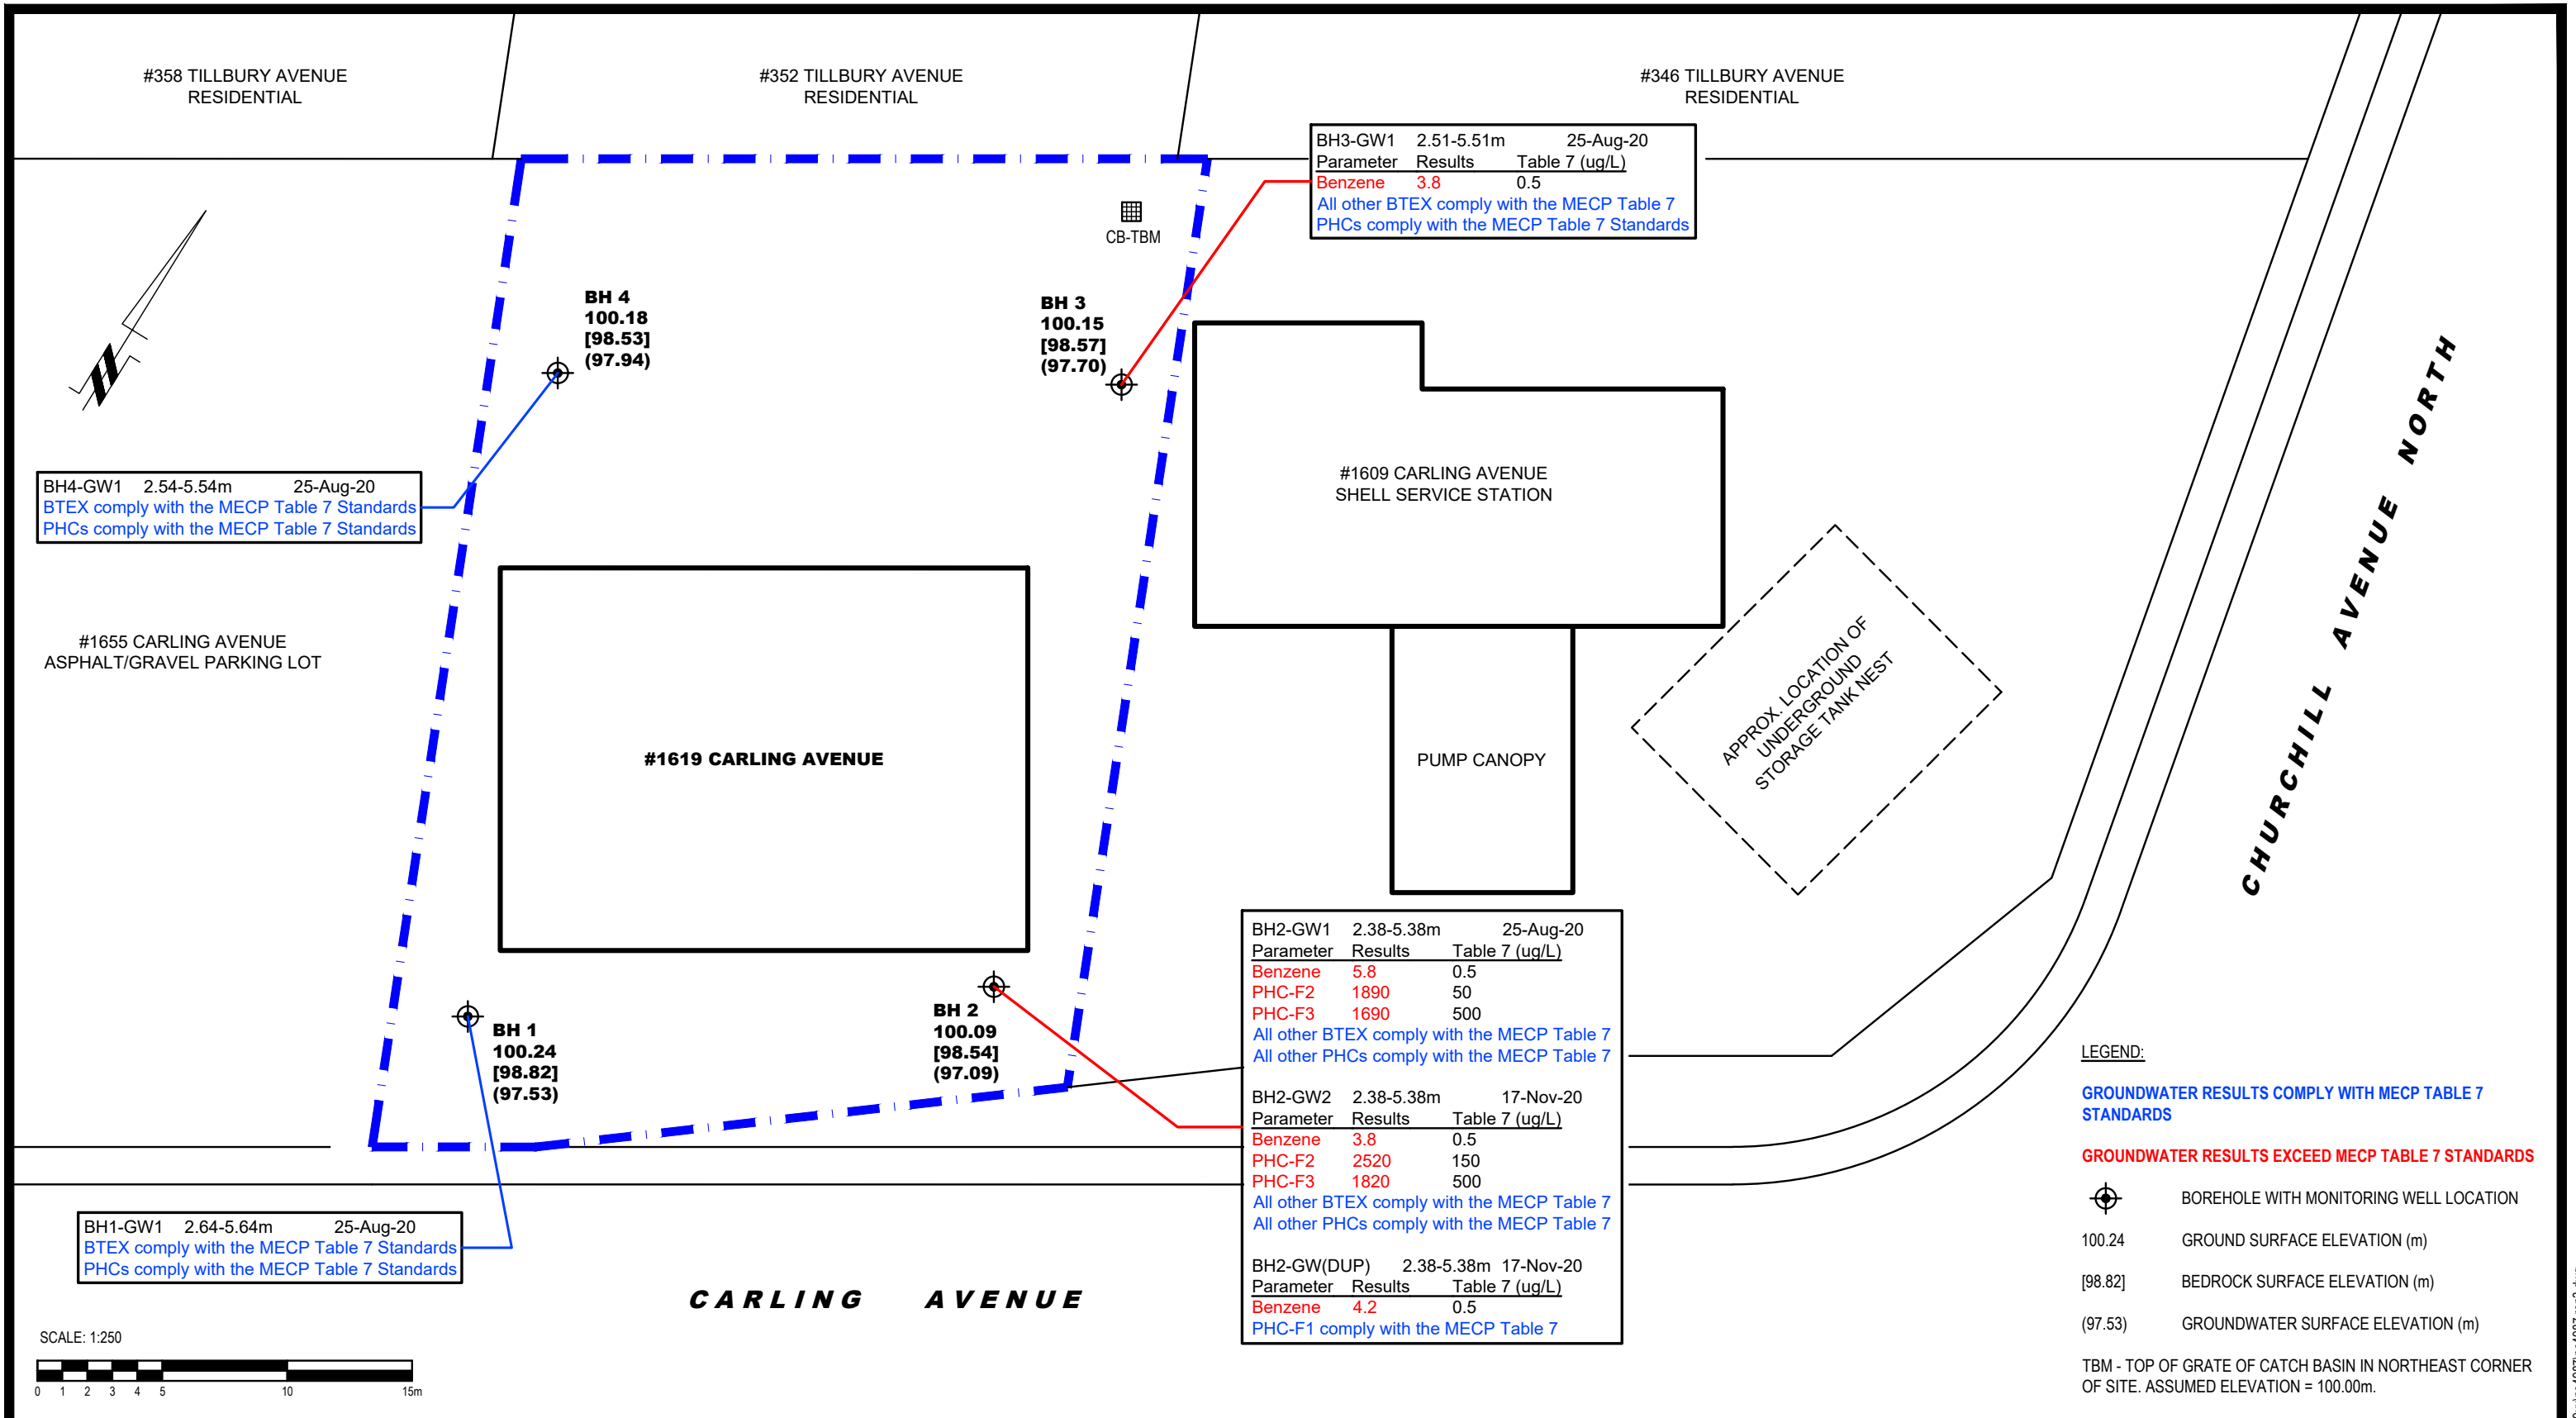 #358 TILLBURY AVENUE
RESIDENTIAL
#352 TILLBURY AVENUE
RESIDENTIAL
#346 TILLBURY AVENUE
RESIDENTIAL
BH3-GW1 2.51-5.51m 25-Aug-20
Parameter Results Table 7 (ug/L)
Benzene 3.8 0.5
All other BTEX comply with the MECP Table 7
PHCs comply with the MECP Table 7 Standards
CB-TBM
BH 4
100.18
[98.53]
(97.94)
BH 3
100.15
[98.57]
(97.70)
BH4-GW1 2.54-5.54m 25-Aug-20
BTEX comply with the MECP Table 7 Standards
PHCs comply with the MECP Table 7 Standards
#1609 CARLING AVENUE
SHELL SERVICE STATION
CHURCHILL AVENUE NORTH
#1655 CARLING AVENUE
ASPHALT/GRAVEL PARKING LOT
APPROX. LOCATION OF
UNDERGROUND
STORAGE TANK NEST
#1619 CARLING AVENUE
PUMP CANOPY
BH 1
100.24
[98.82]
(97.53)
BH 2
100.09
[98.54]
(97.09)
BH2-GW1 2.38-5.38m 25-Aug-20
Parameter Results Table 7 (ug/L)
Benzene 5.8 0.5
PHC-F2 1890 50
PHC-F3 1690 500
All other BTEX comply with the MECP Table 7
All other PHCs comply with the MECP Table 7
BH2-GW2 2.38-5.38m 17-Nov-20
Parameter Results Table 7 (ug/L)
Benzene 3.8 0.5
PHC-F2 2520 150
PHC-F3 1820 500
All other BTEX comply with the MECP Table 7
All other PHCs comply with the MECP Table 7
BH2-GW(DUP) 2.38-5.38m 17-Nov-20
Parameter Results Table 7 (ug/L)
Benzene 4.2 0.5
PHC-F1 comply with the MECP Table 7
BH1-GW1 2.64-5.64m 25-Aug-20
BTEX comply with the MECP Table 7 Standards
PHCs comply with the MECP Table 7 Standards
CARLING AVENUE
SCALE: 1:250
0 1 2 3 4 5 10 15m
LEGEND:
GROUNDWATER RESULTS COMPLY WITH MECP TABLE 7
STANDARDS
GROUNDWATER RESULTS EXCEED MECP TABLE 7 STANDARDS
BOREHOLE WITH MONITORING WELL LOCATION
100.24 GROUND SURFACE ELEVATION (m)
[98.82] BEDROCK SURFACE ELEVATION (m)
(97.53) GROUNDWATER SURFACE ELEVATION (m)
TBM - TOP OF GRATE OF CATCH BASIN IN NORTHEAST CORNER
OF SITE. ASSUMED ELEVATION = 100.00m.